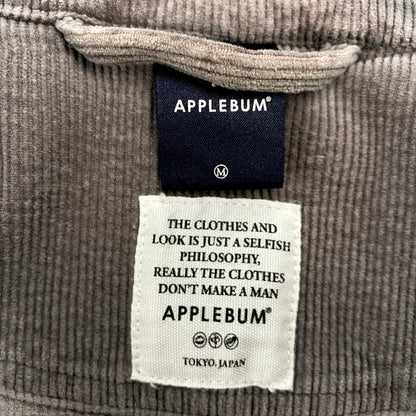 APPLEBUM®
M
THE CLOTHES AND
LOOK IS JUST A SELFISH
PHILOSOPHY,
REALLY THE CLOTHES
DON'T MAKE A MAN
APPLEBUM®
TOKYO, JAPAN